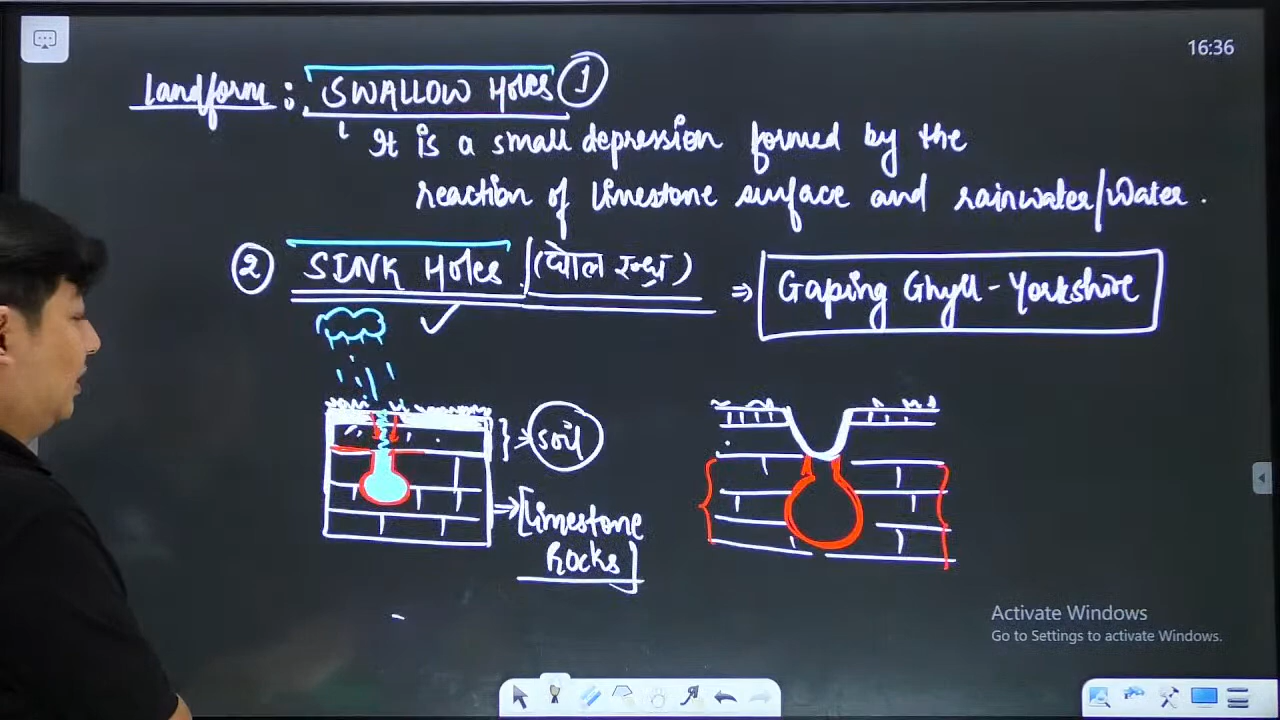 16:36
Landform: SWALLOW Holes 1
It is a small depression formed by the
reaction of limestone surface and rainwater/water.
2 SINK Holes /(घोल रन्ध्र) ⇒ Gaping Ghyll - Yorkshire
Soil
[Limestone
Rocks]
Activate Windows
Go to Settings to activate Windows.